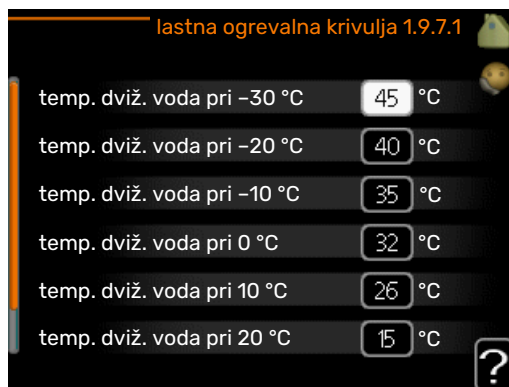 lastna ogrevalna krivulja 1.9.7.1
temp. dviž. voda pri –30 °C 45 °C
temp. dviž. voda pri –20 °C 40 °C
temp. dviž. voda pri –10 °C 35 °C
temp. dviž. voda pri 0 °C 32 °C
temp. dviž. voda pri 10 °C 26 °C
temp. dviž. voda pri 20 °C 15 °C
?